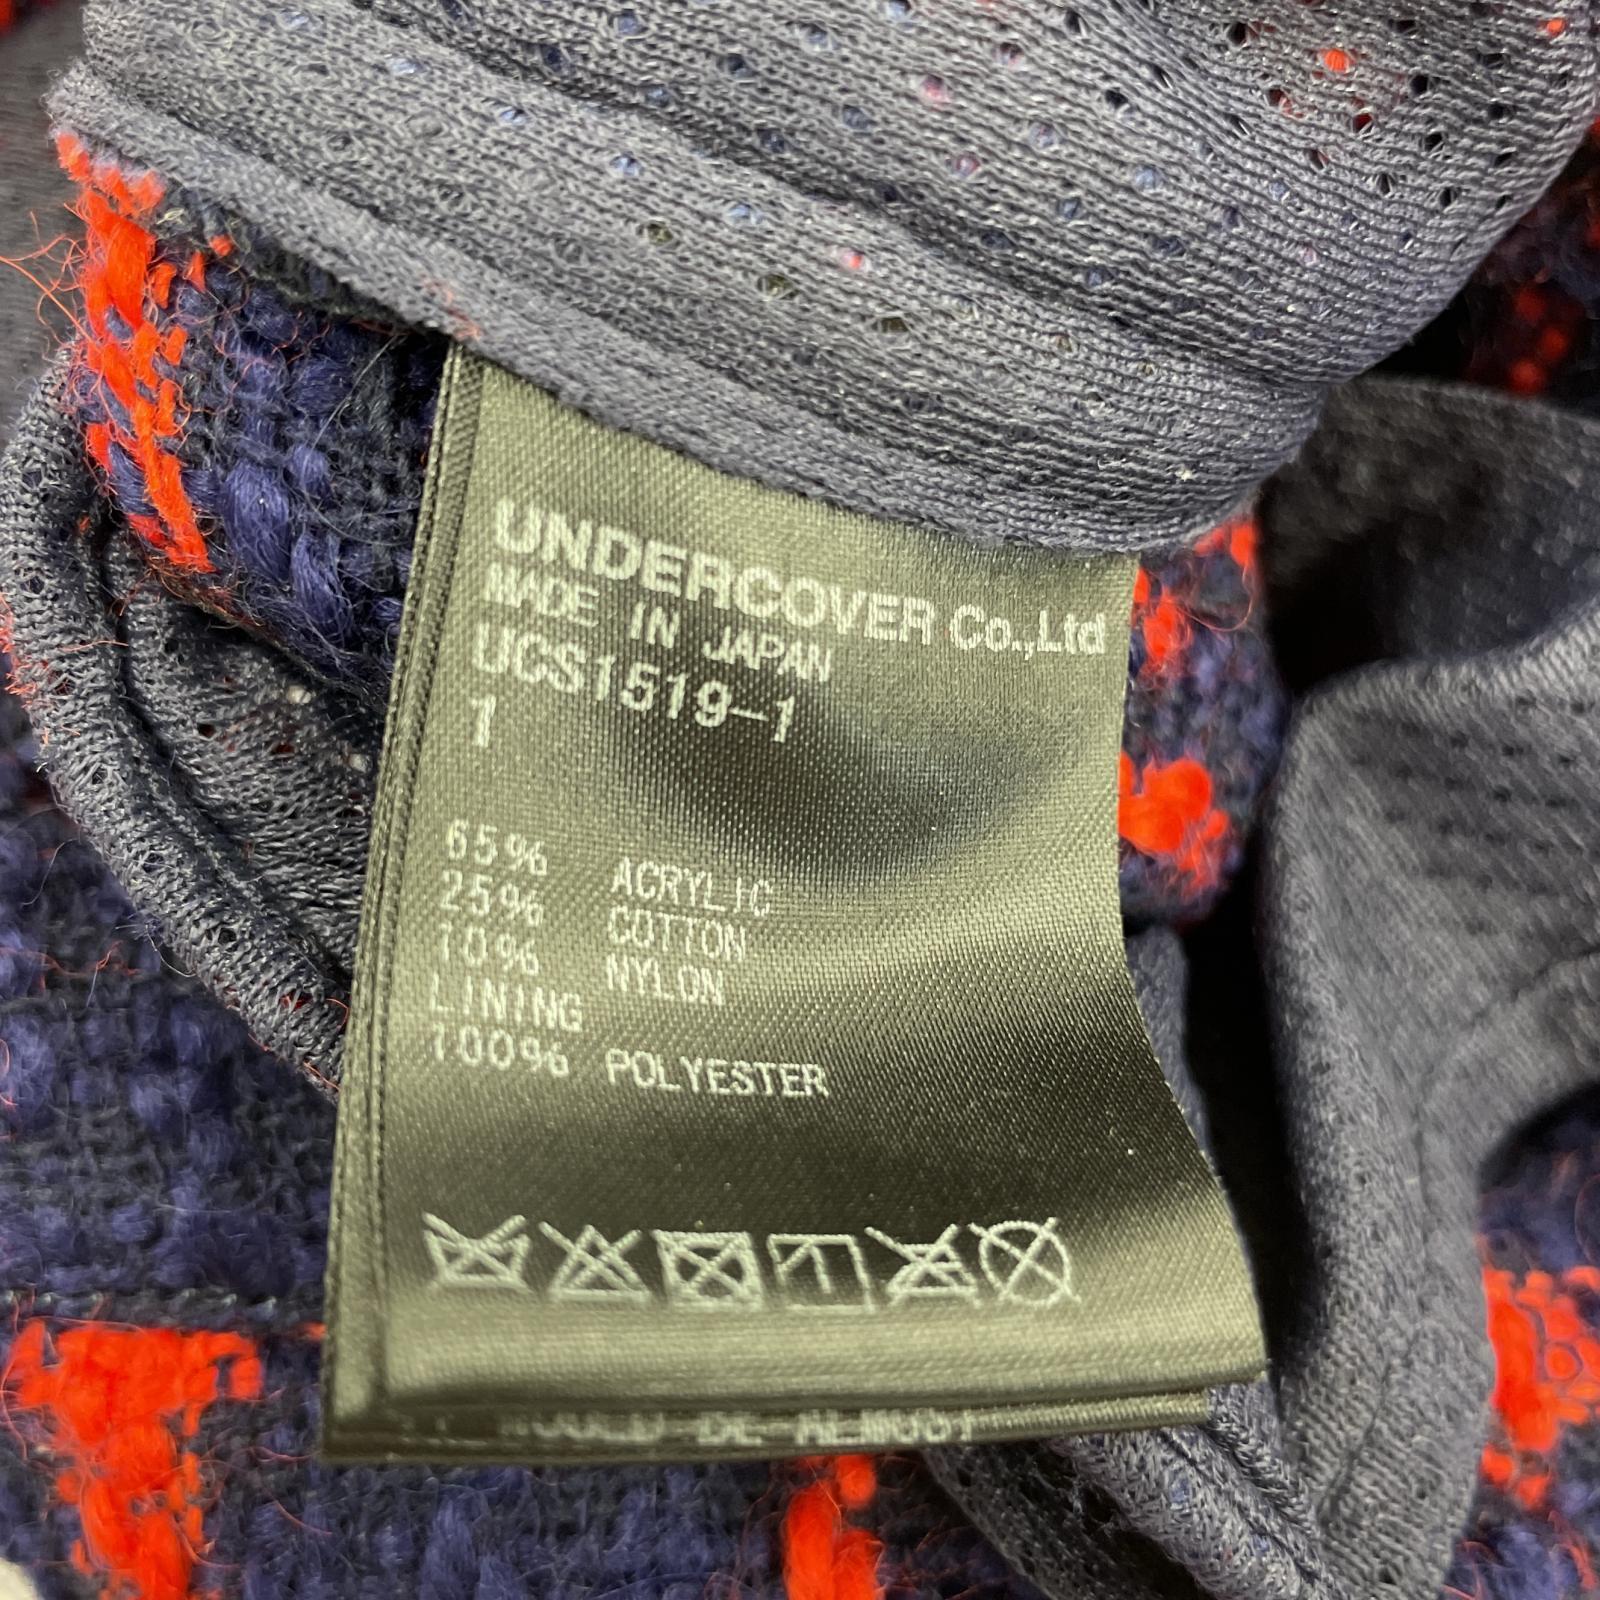 UNDERCOVER Co.,Ltd
MADE IN JAPAN
UCS1519-1
1
65% ACRYLIC
25% COTTON
10% NYLON
LINING
100% POLYESTER